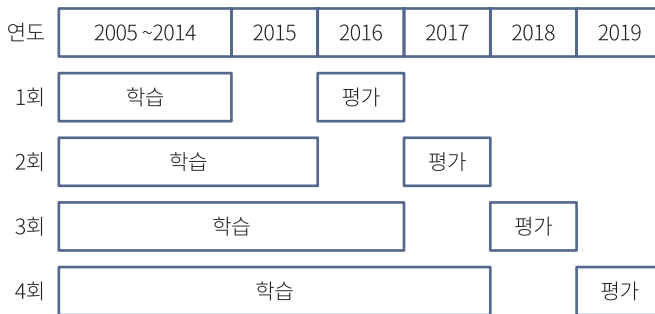 연도 2005 ~2014 2015 2016 2017 2018 2019
1회 학습 평가
2회 학습 평가
3회 학습 평가
4회 학습 평가